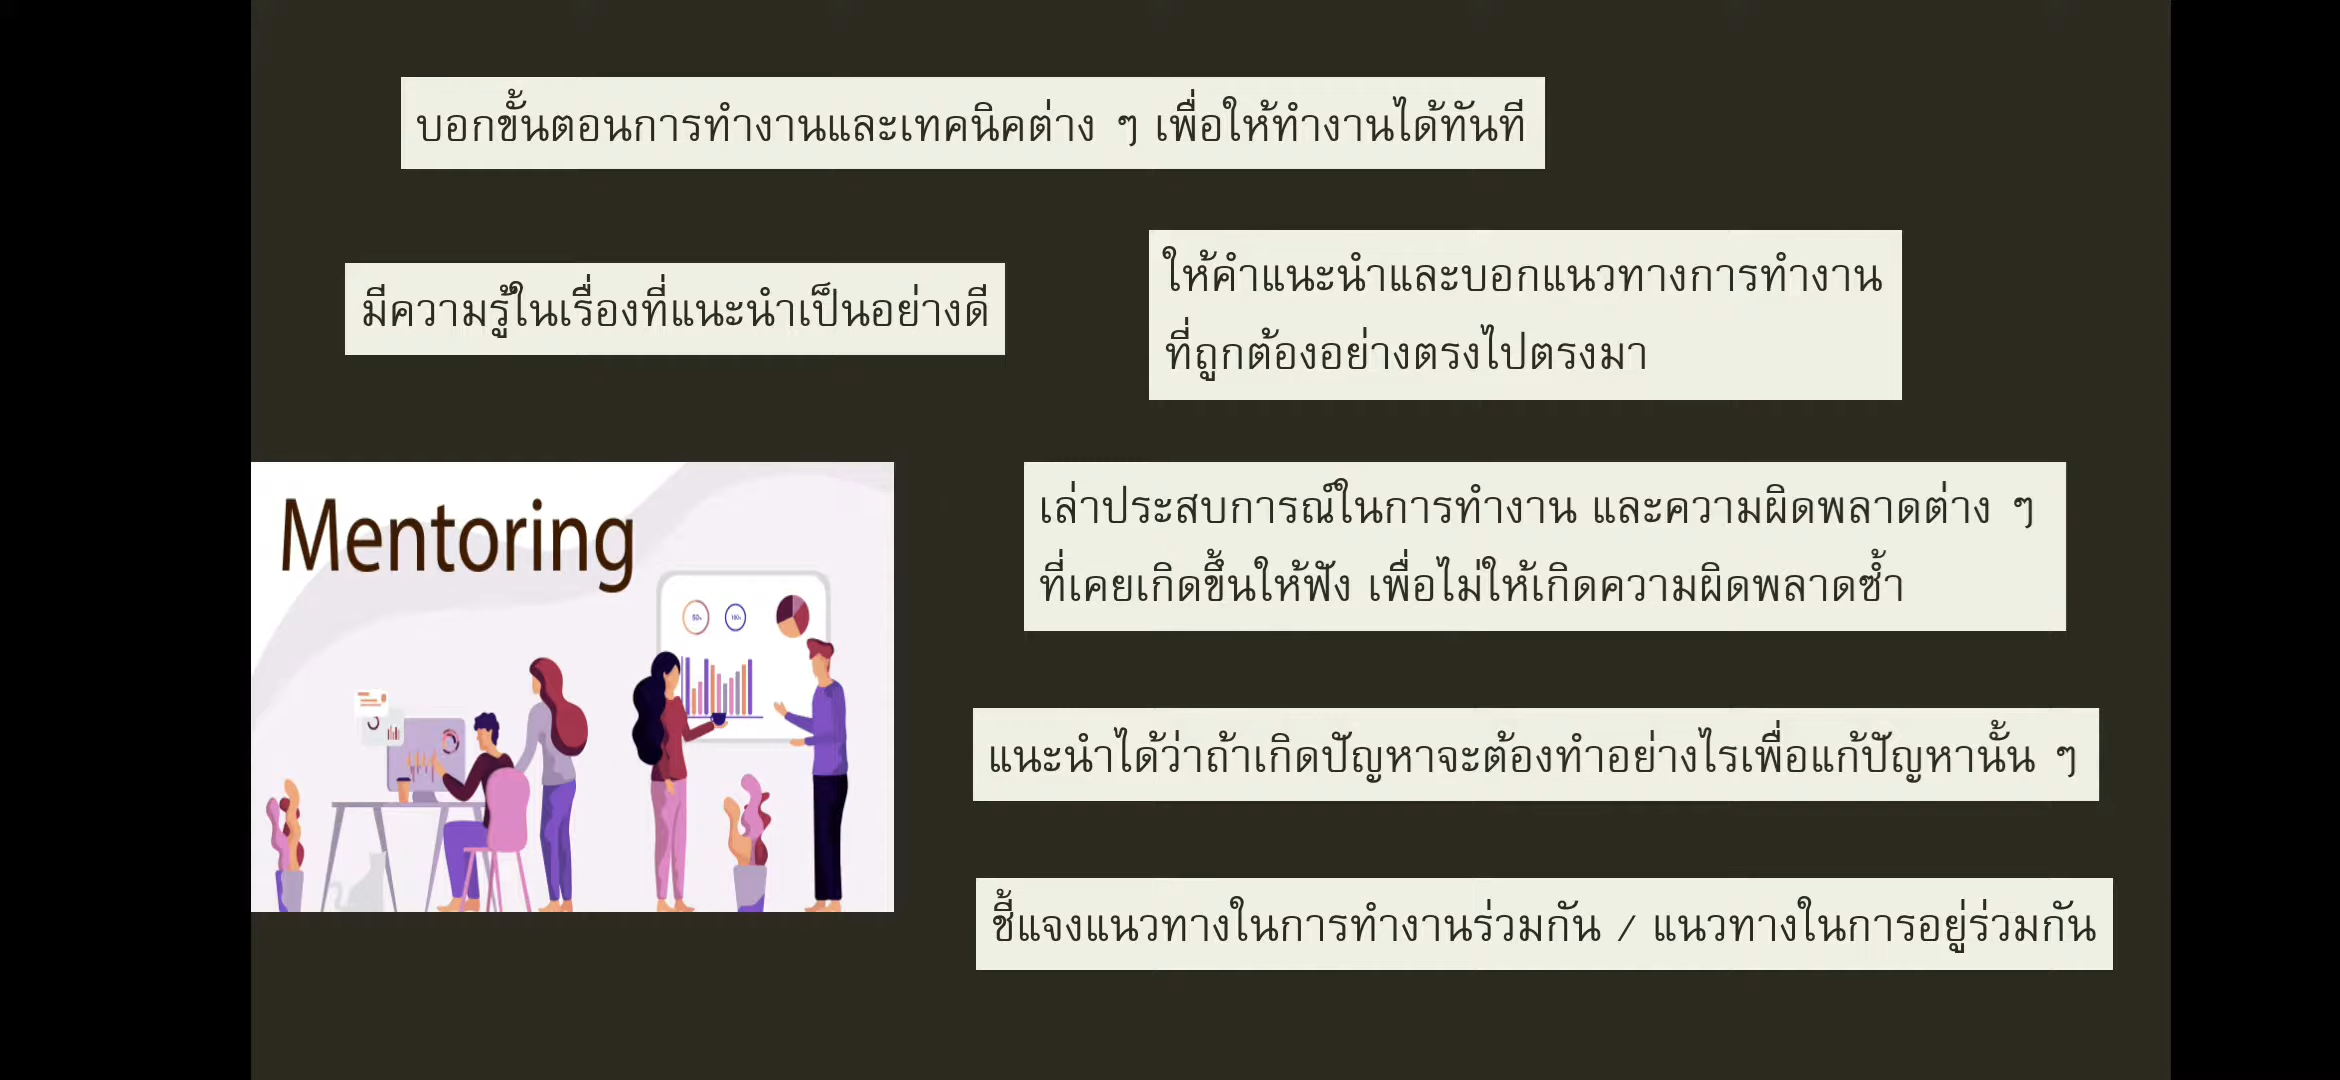 บอกขั้นตอนการทำงานและเทคนิคต่าง ๆ เพื่อให้ทำงานได้ทันที
มีความรู้ในเรื่องที่แนะนำเป็นอย่างดี
ให้คำแนะนำและบอกแนวทางการทำงาน
ที่ถูกต้องอย่างตรงไปตรงมา
Mentoring
เล่าประสบการณ์ในการทำงาน และความผิดพลาดต่าง ๆ
ที่เคยเกิดขึ้นให้ฟัง เพื่อไม่ให้เกิดความผิดพลาดซ้ำ
50%
100%
แนะนำได้ว่าถ้าเกิดปัญหาจะต้องทำอย่างไรเพื่อแก้ปัญหานั้น ๆ
ชี้แจงแนวทางในการทำงานร่วมกัน / แนวทางในการอยู่ร่วมกัน